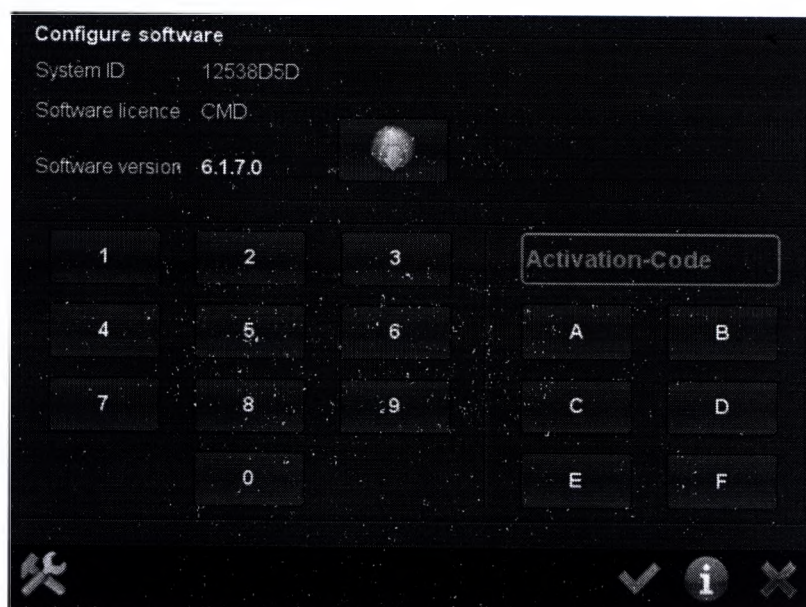 Configure software
System ID 12538D5D
Software licence CMD
Software version 6.1.7.0
1 2 3 Activation-Code
4 5 6 A B
7 8 9 C D
0 E F
i